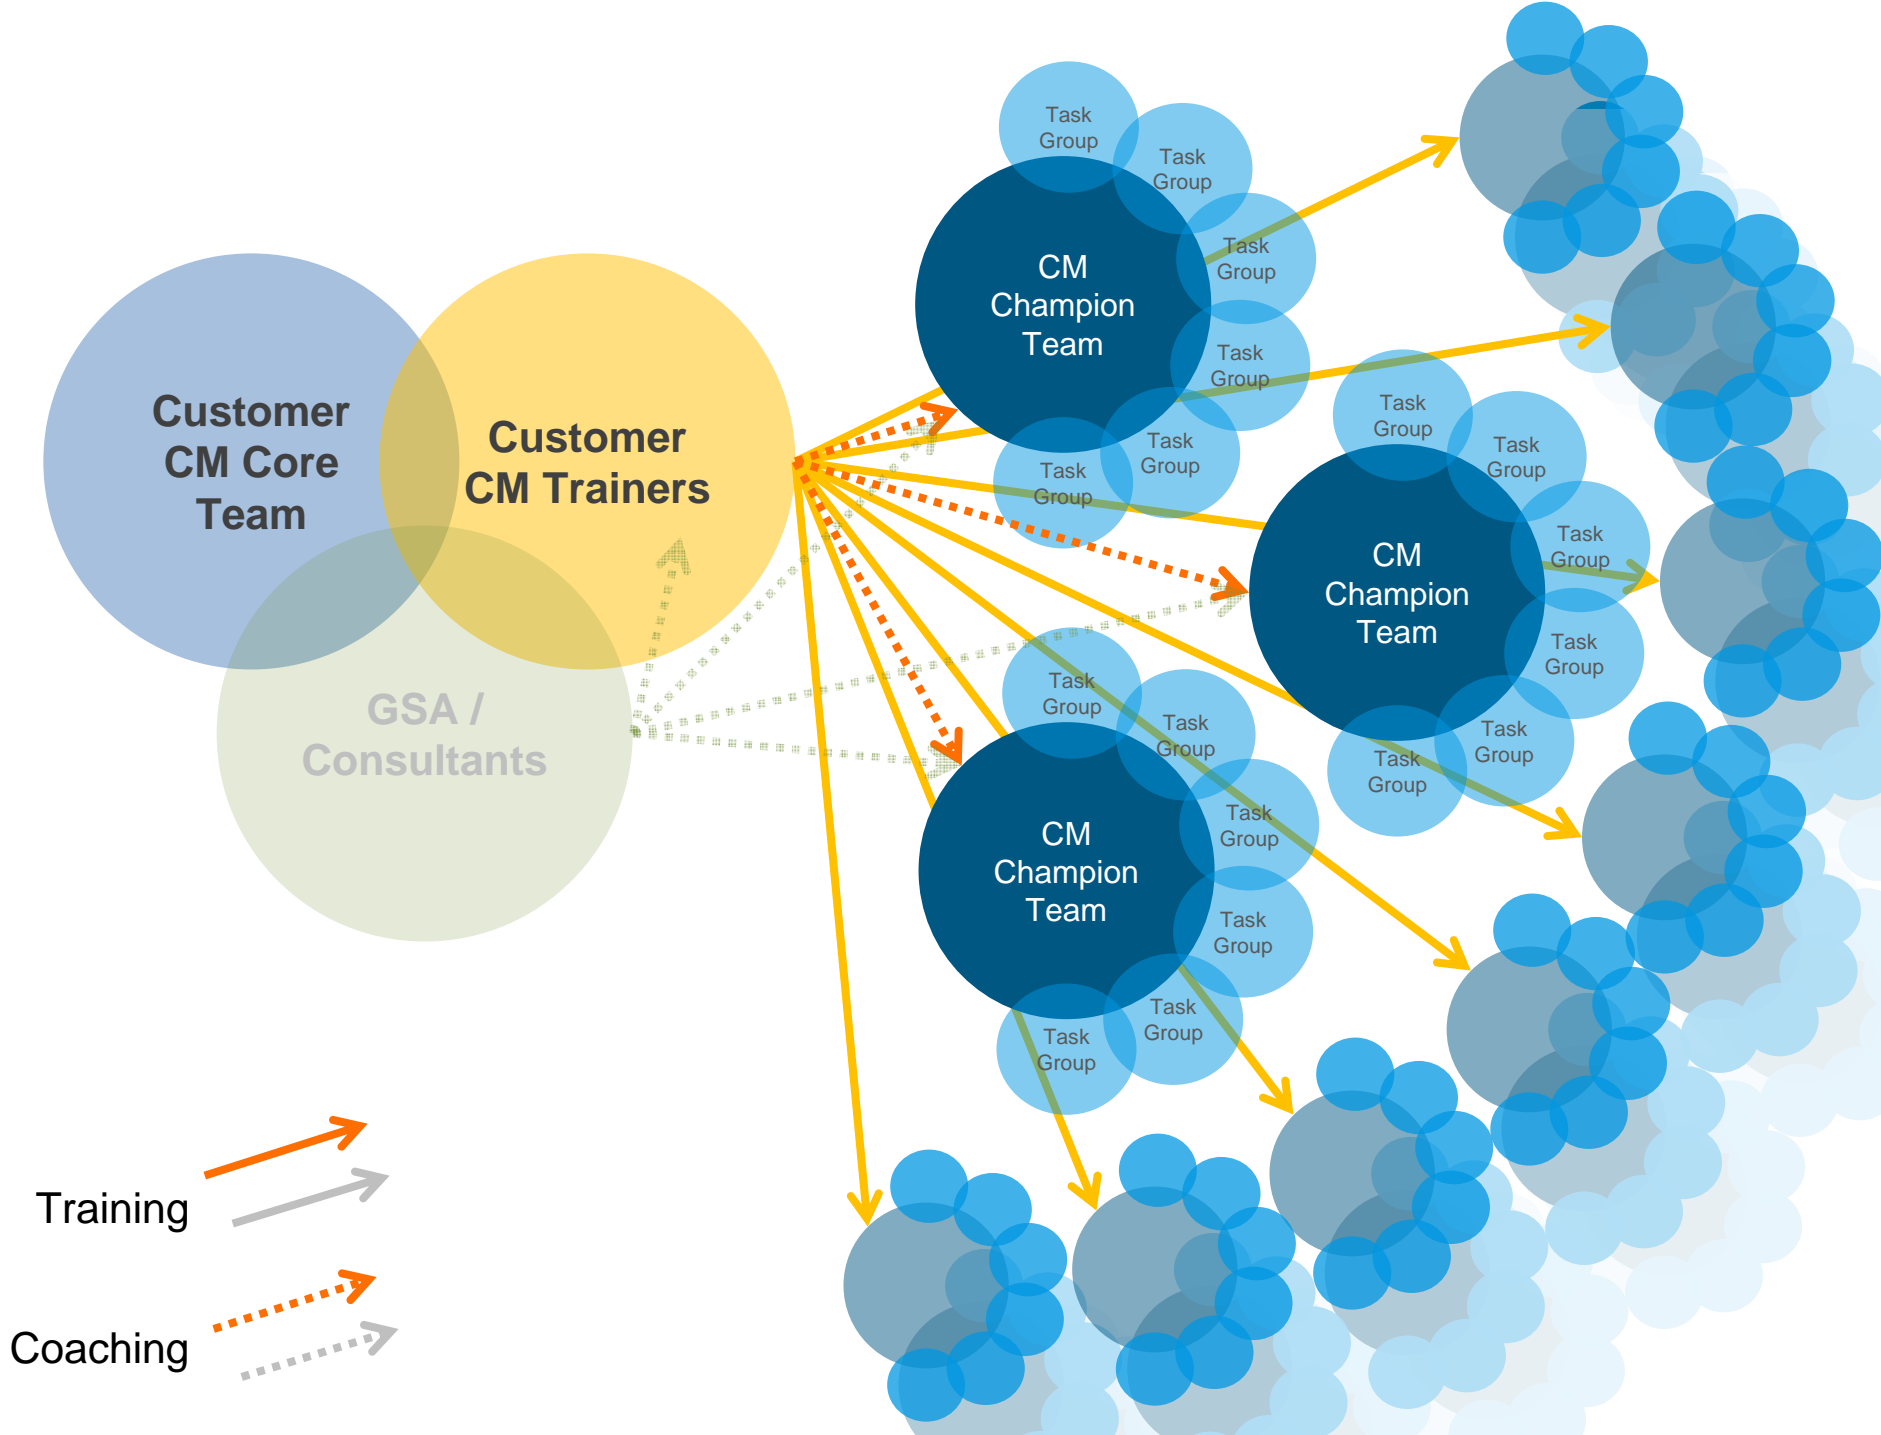 Customer
CM Core
Team
Customer
CM Trainers
GSA /
Consultants
CM
Champion
Team
Task
Group
Task
Group
Task
Group
Task
Group
Task
Group
Task
Group
CM
Champion
Team
Task
Group
Task
Group
Task
Group
Task
Group
Task
Group
Task
Group
CM
Champion
Team
Task
Group
Task
Group
Task
Group
Task
Group
Task
Group
Task
Group
Training
Coaching